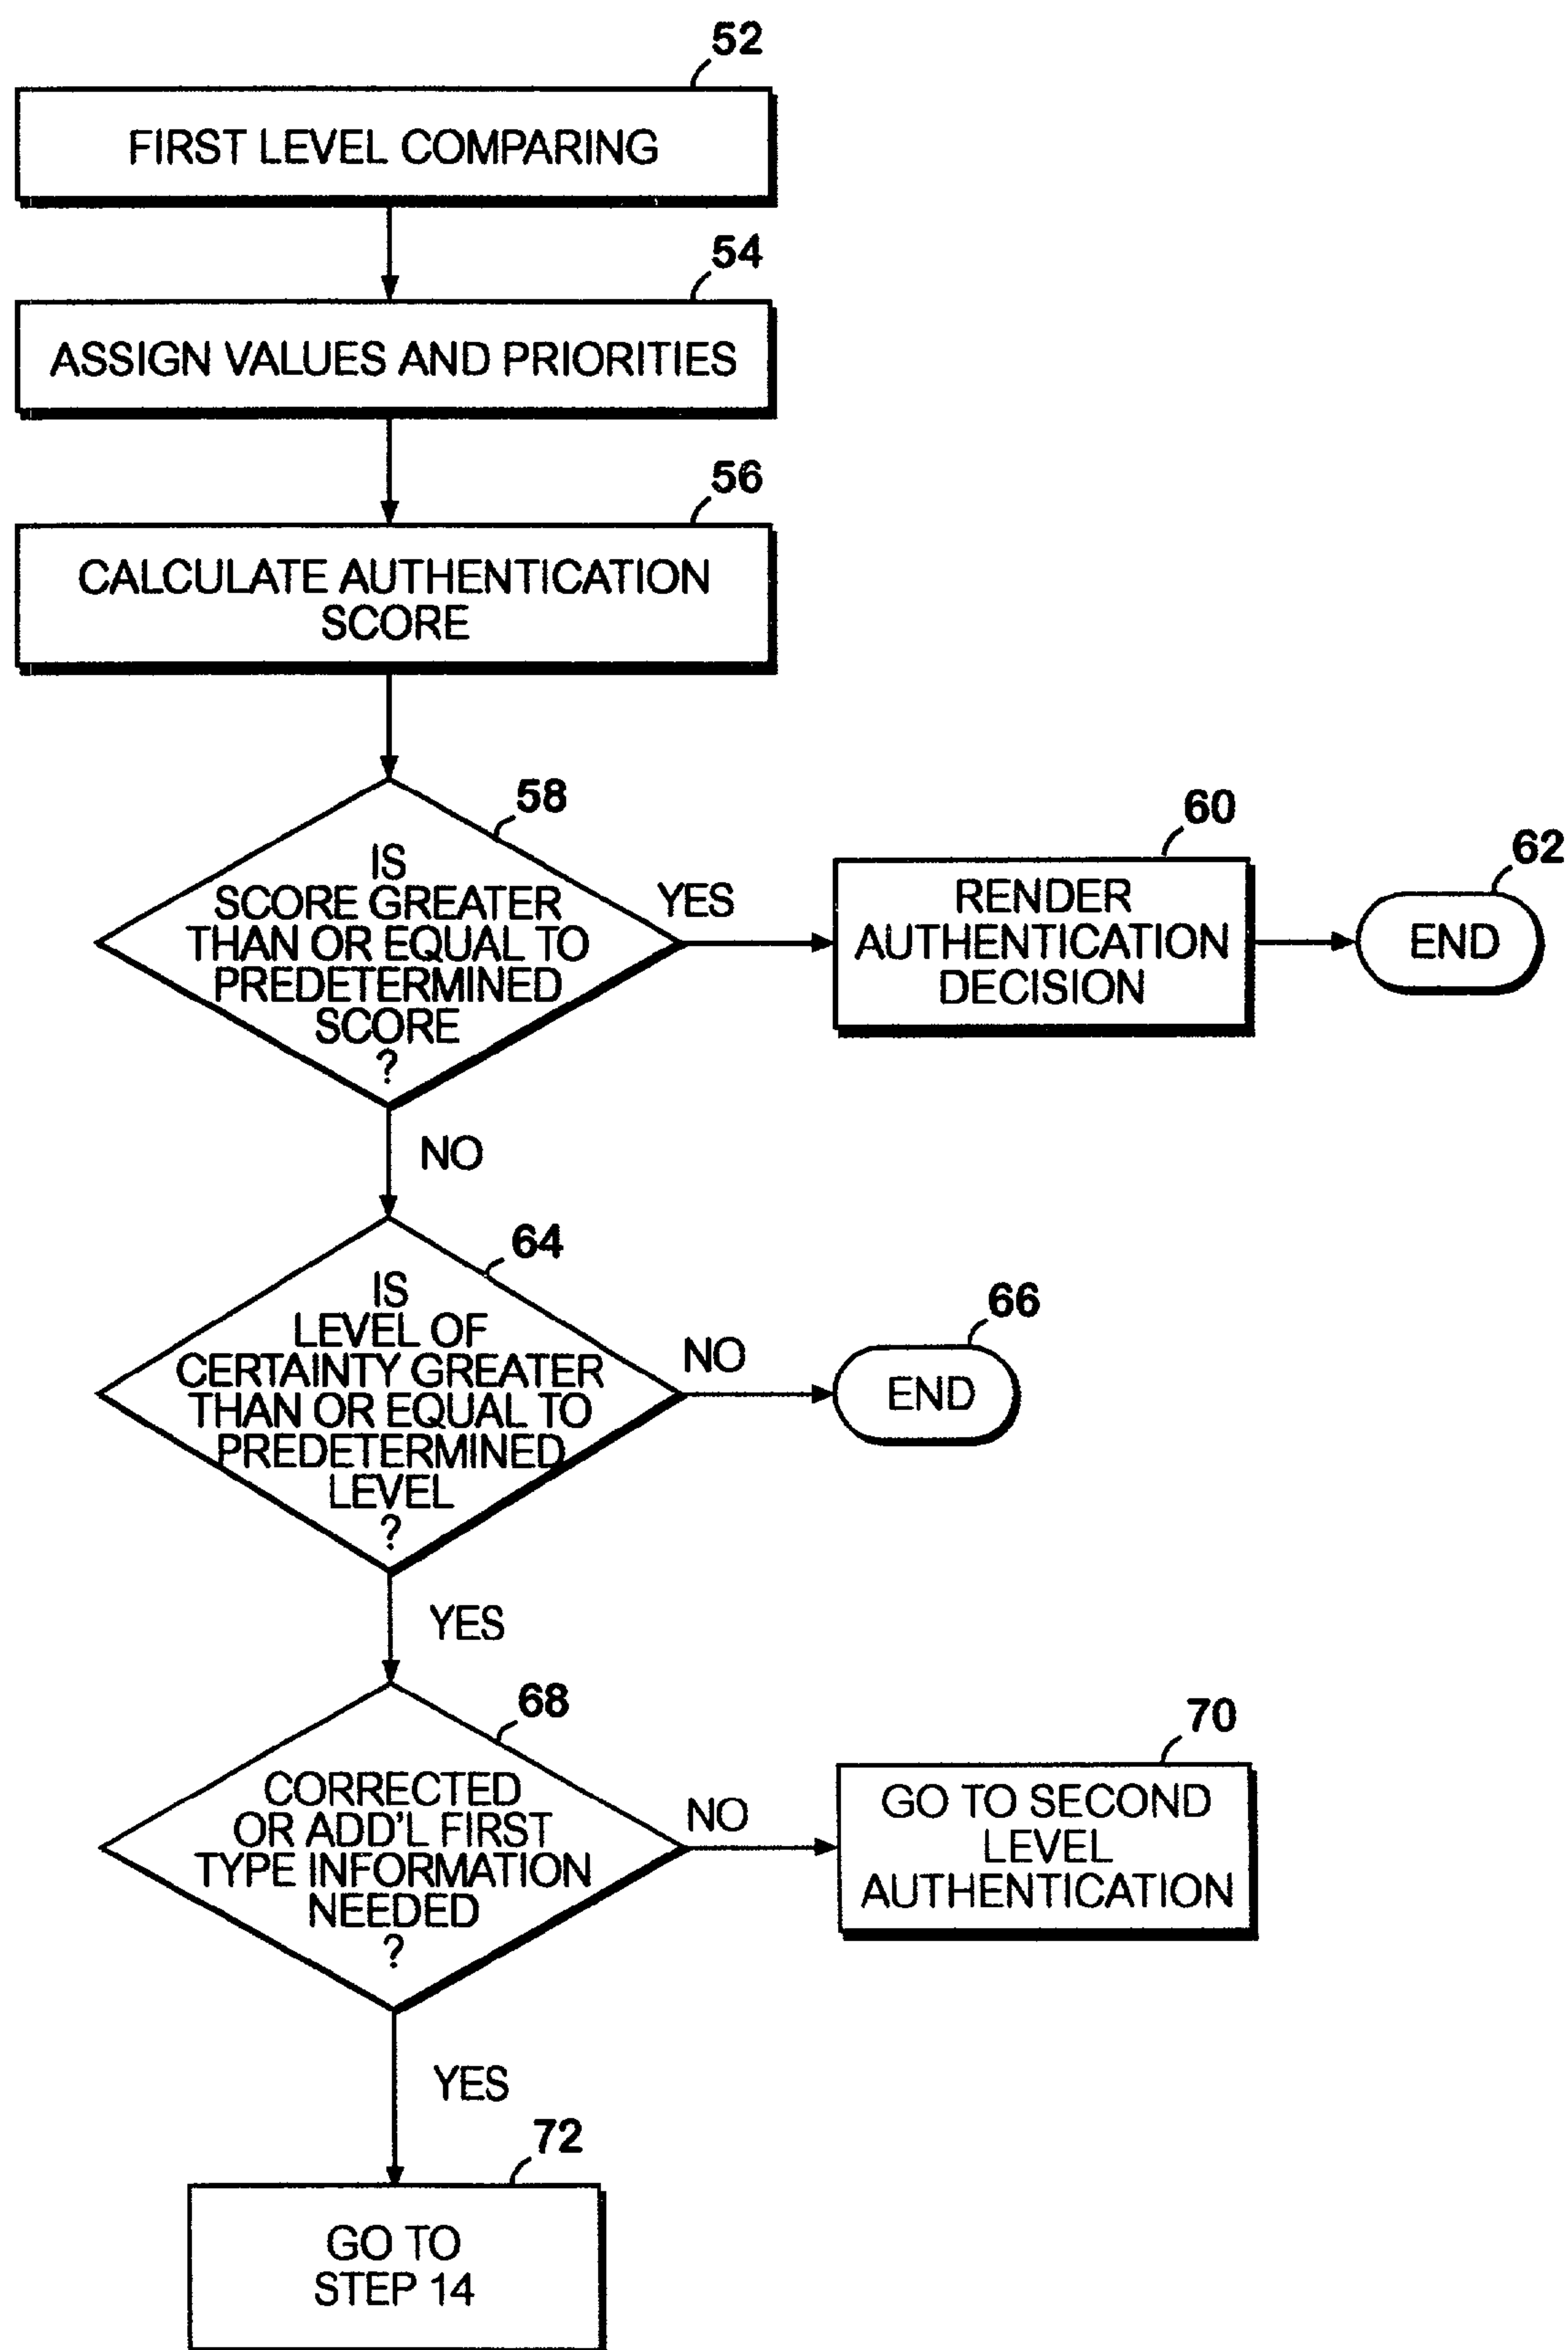 52
FIRST LEVEL COMPARING
54
ASSIGN VALUES AND PRIORITIES
56
CALCULATE AUTHENTICATION
SCORE
58
IS
SCORE GREATER
THAN OR EQUAL TO
PREDETERMINED
SCORE
?
YES
60
RENDER
AUTHENTICATION
DECISION
62
END
NO
64
IS
LEVEL OF
CERTAINTY GREATER
THAN OR EQUAL TO
PREDETERMINED
LEVEL
?
NO
66
END
YES
68
CORRECTED
OR ADD'L FIRST
TYPE INFORMATION
NEEDED
?
NO
70
GO TO SECOND
LEVEL
AUTHENTICATION
YES
72
GO TO
STEP 14